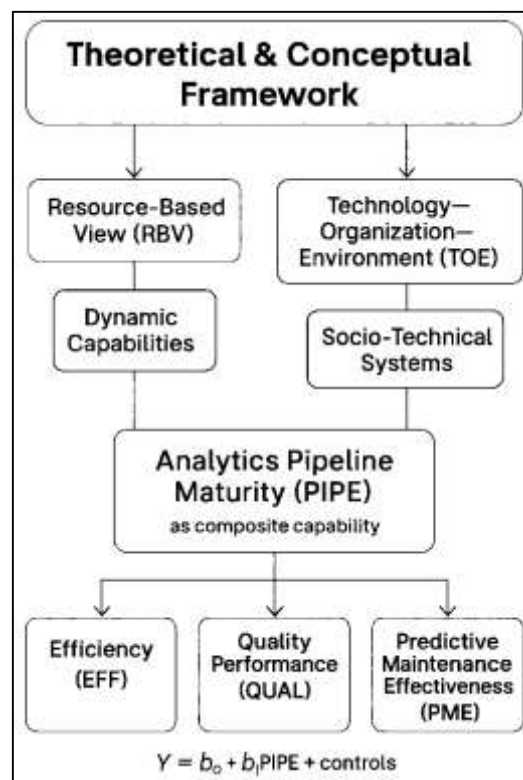 Theoretical & Conceptual
Framework
Resource-Based
View (RBV)
Technology—
Organization—
Environment (TOE)
Dynamic
Capabilities
Socio-Technical
Systems
Analytics Pipeline
Maturity (PIPE)
as composite capability
Efficiency
(EFF)
Quality
Performance
(QUAL)
Predictive
Maintenance
Effectiveness
(PME)
Y = b₀ + b₁PIPE + controls